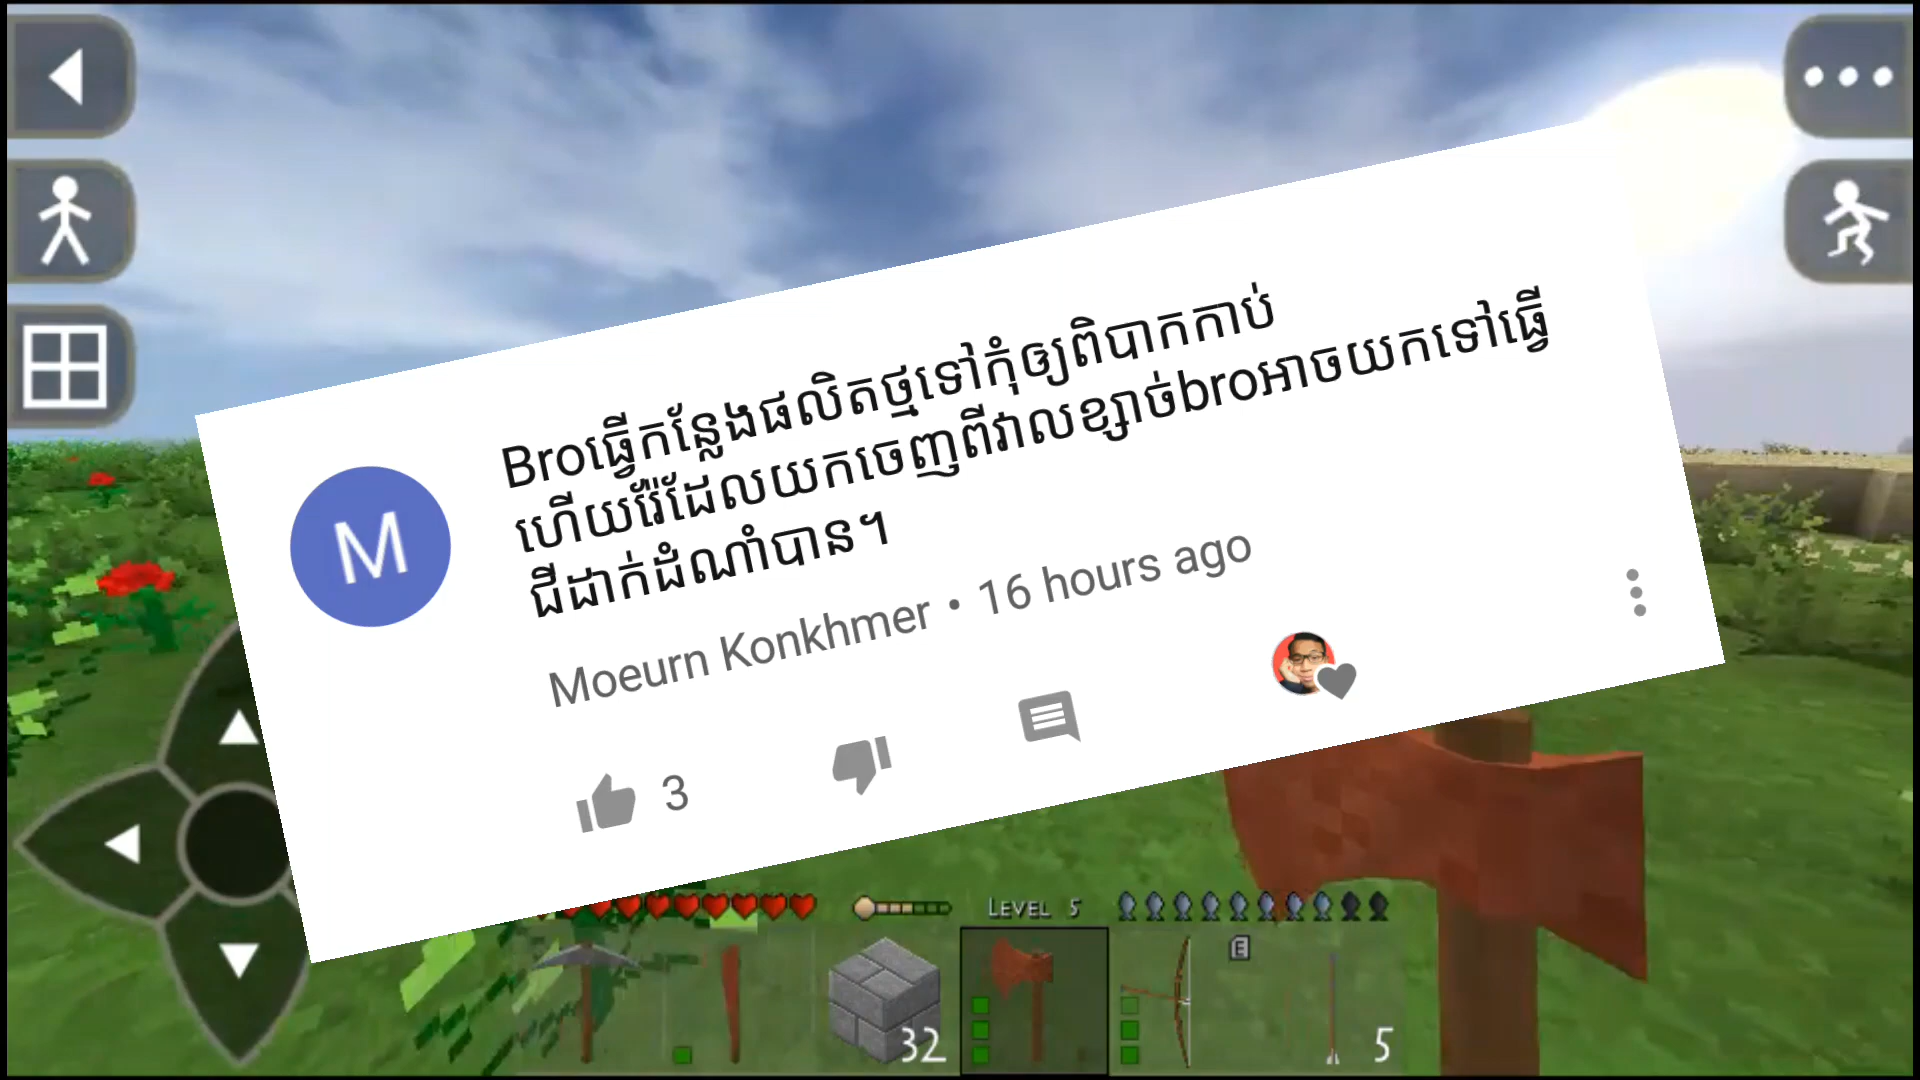 Broធ្វើកន្លែងផលិតថ្មទៅកុំឲ្យពិបាកកាប់
ហើយរ៉ែដែលយកចេញពីវាលខ្សាច់broអាចយកទៅធ្វើ
ជីដាក់ដំណាំបាន។
Moeurn Konkhmer • 16 hours ago
M
3
LEVEL 5
E
32
5